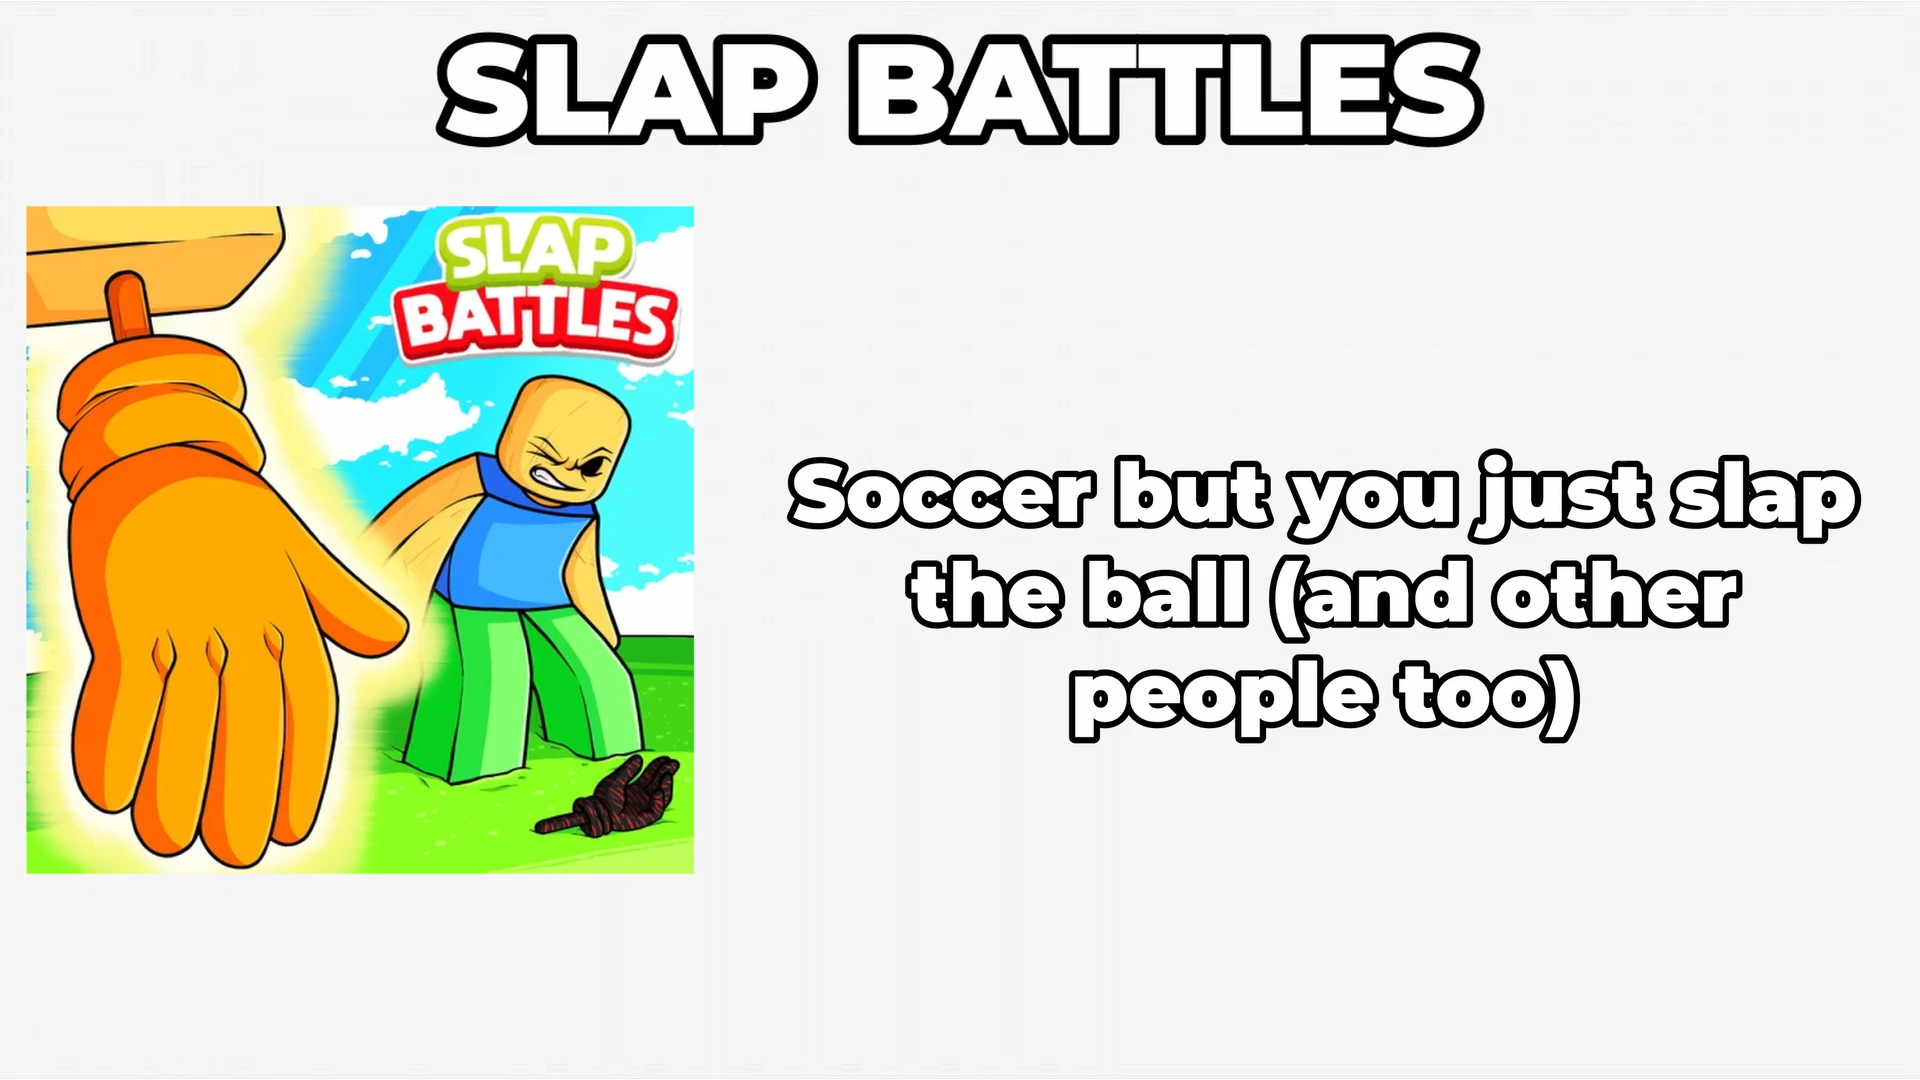 SLAP BATTLES
SLAP
BATTLES
Soccer but you just slap
the ball (and other
people too)